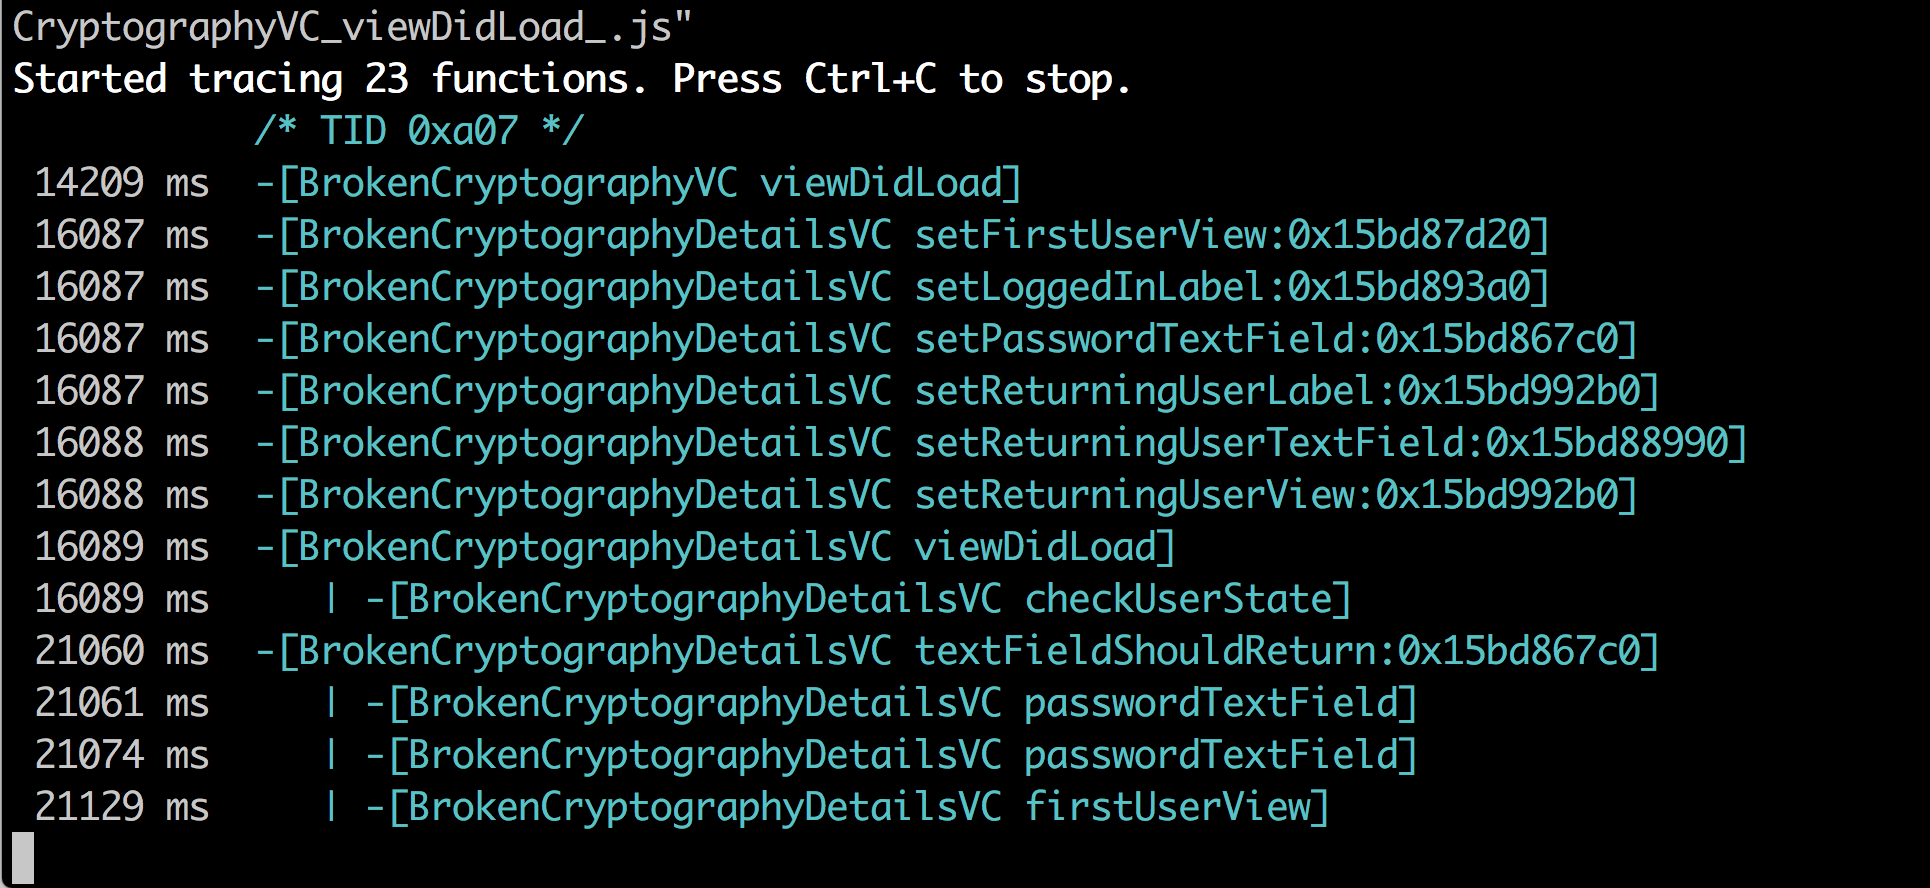 CryptographyVC_viewDidLoad_.js"
Started tracing 23 functions. Press Ctrl+C to stop.
/* TID 0xa07 */
14209 ms  -[BrokenCryptographyVC viewDidLoad]
16087 ms  -[BrokenCryptographyDetailsVC setFirstUserView:0x15bd87d20]
16087 ms  -[BrokenCryptographyDetailsVC setLoggedInLabel:0x15bd893a0]
16087 ms  -[BrokenCryptographyDetailsVC setPasswordTextField:0x15bd867c0]
16087 ms  -[BrokenCryptographyDetailsVC setReturningUserLabel:0x15bd992b0]
16088 ms  -[BrokenCryptographyDetailsVC setReturningUserTextField:0x15bd88990]
16088 ms  -[BrokenCryptographyDetailsVC setReturningUserView:0x15bd992b0]
16089 ms  -[BrokenCryptographyDetailsVC viewDidLoad]
16089 ms     | -[BrokenCryptographyDetailsVC checkUserState]
21060 ms  -[BrokenCryptographyDetailsVC textFieldShouldReturn:0x15bd867c0]
21061 ms     | -[BrokenCryptographyDetailsVC passwordTextField]
21074 ms     | -[BrokenCryptographyDetailsVC passwordTextField]
21129 ms     | -[BrokenCryptographyDetailsVC firstUserView]